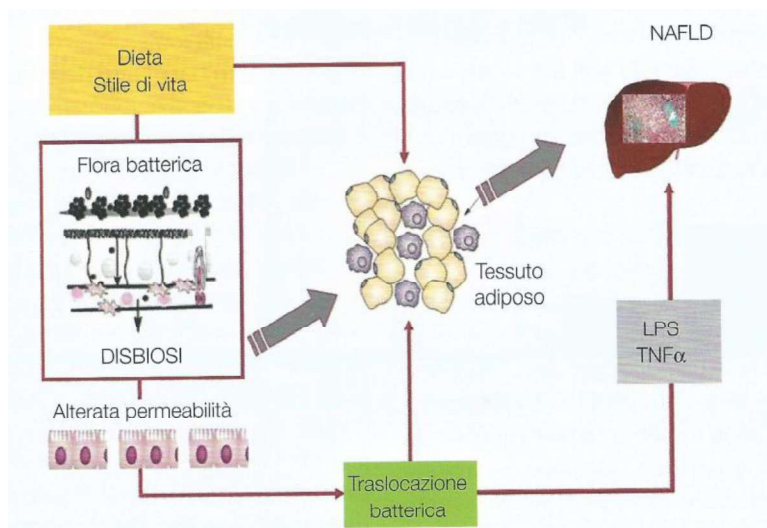 NAFLD
Dieta
Stile di vita
Flora batterica
DISBIOSI
Tessuto
adiposo
LPS
TNFα
Alterata permeabilità
Traslocazione
batterica